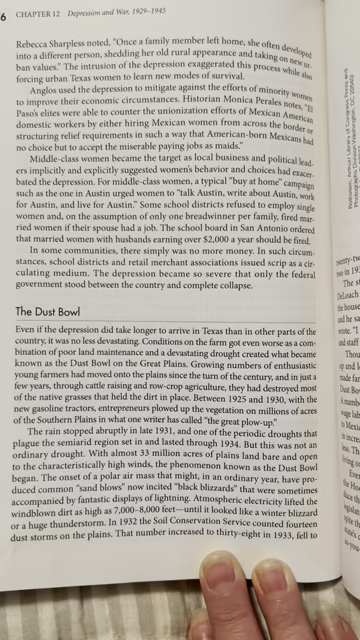 6 CHAPTER 12 Depression and War, 1929–1945
Rebecca Sharpless noted, "Once a family member left home, she often developed
into a different person, shedding her old rural appearance and taking on new ur-
ban values." The intrusion of the depression exaggerated this process while also
forcing urban Texas women to learn new modes of survival.
Anglos used the depression to mitigate against the efforts of minority women
to improve their economic circumstances. Historian Monica Perales notes, "El
Paso's elites were able to counter the unionization efforts of Mexican American
domestic workers by either hiring Mexican women from across the border or
structuring relief requirements in such a way that American-born Mexicans had
no choice but to accept the miserable paying jobs as maids."
Middle-class women became the target as local business and political lead-
ers implicitly and explicitly suggested women's behavior and choices had exacer-
bated the depression. For middle-class women, a typical "buy at home" campaign
such as the one in Austin urged women to "talk Austin, write about Austin, work
for Austin, and live for Austin." Some school districts refused to employ single
women and, on the assumption of only one breadwinner per family, fired mar-
ried women if their spouse had a job. The school board in San Antonio ordered
that married women with husbands earning over $2,000 a year should be fired.
In some communities, there simply was no more money. In such circum-
stances, school districts and retail merchant associations issued scrip as a cir-
culating medium. The depression became so severe that only the federal
government stood between the country and complete collapse.
The Dust Bowl
Even if the depression did take longer to arrive in Texas than in other parts of the
country, it was no less devastating. Conditions on the farm got even worse as a com-
bination of poor land maintenance and a devastating drought created what became
known as the Dust Bowl on the Great Plains. Growing numbers of enthusiastic
young farmers had moved onto the plains since the turn of the century, and in just a
few years, through cattle raising and row-crop agriculture, they had destroyed most
of the native grasses that held the dirt in place. Between 1925 and 1930, with the
new gasoline tractors, entrepreneurs plowed up the vegetation on millions of acres
of the Southern Plains in what one writer has called "the great plow-up."
The rain stopped abruptly in late 1931, and one of the periodic droughts that
plague the semiarid region set in and lasted through 1934. But this was not an
ordinary drought. With almost 33 million acres of plains land bare and open
to the characteristically high winds, the phenomenon known as the Dust Bowl
began. The onset of a polar air mass that might, in an ordinary year, have pro-
duced common "sand blows" now incited "black blizzards" that were sometimes
accompanied by fantastic displays of lightning. Atmospheric electricity lifted the
windblown dirt as high as 7,000–8,000 feet—until it looked like a winter blizzard
or a huge thunderstorm. In 1932 the Soil Conservation Service counted fourteen
dust storms on the plains. That number increased to thirty-eight in 1933, fell to